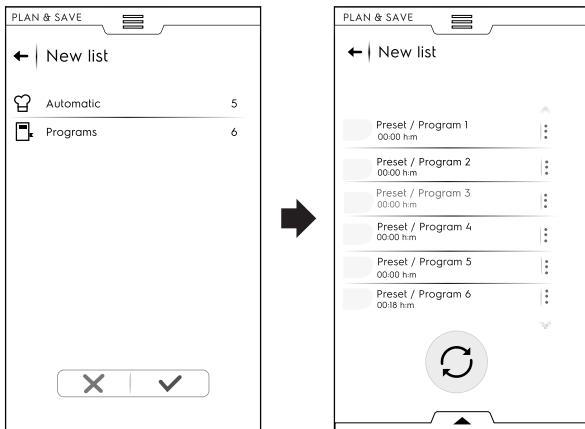 PLAN & SAVE
New list
Automatic 5
Programs 6
PLAN & SAVE
New list
Preset / Program 1
00:00 h:m
Preset / Program 2
00:00 h:m
Preset / Program 3
00:00 h:m
Preset / Program 4
00:00 h:m
Preset / Program 5
00:00 h:m
Preset / Program 6
00:18 h:m